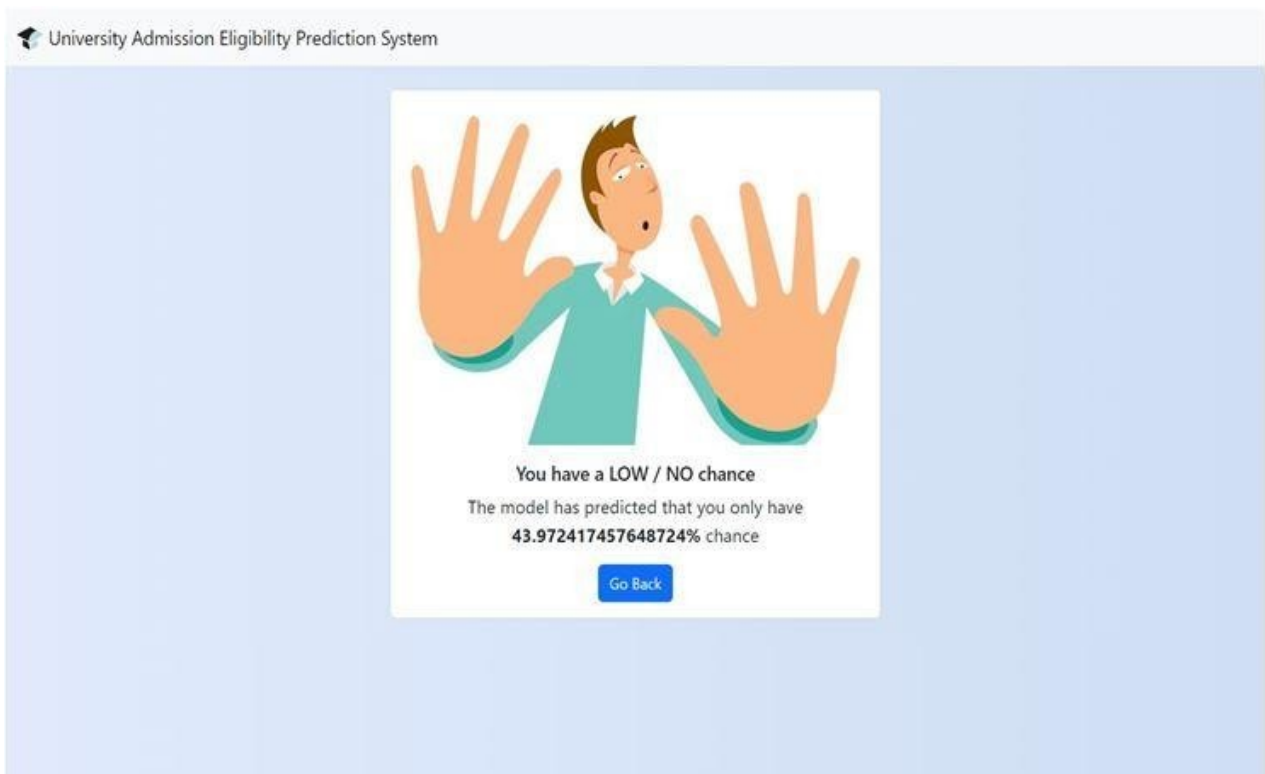 University Admission Eligibility Prediction System
You have a LOW / NO chance
The model has predicted that you only have
43.972417457648724% chance
Go Back